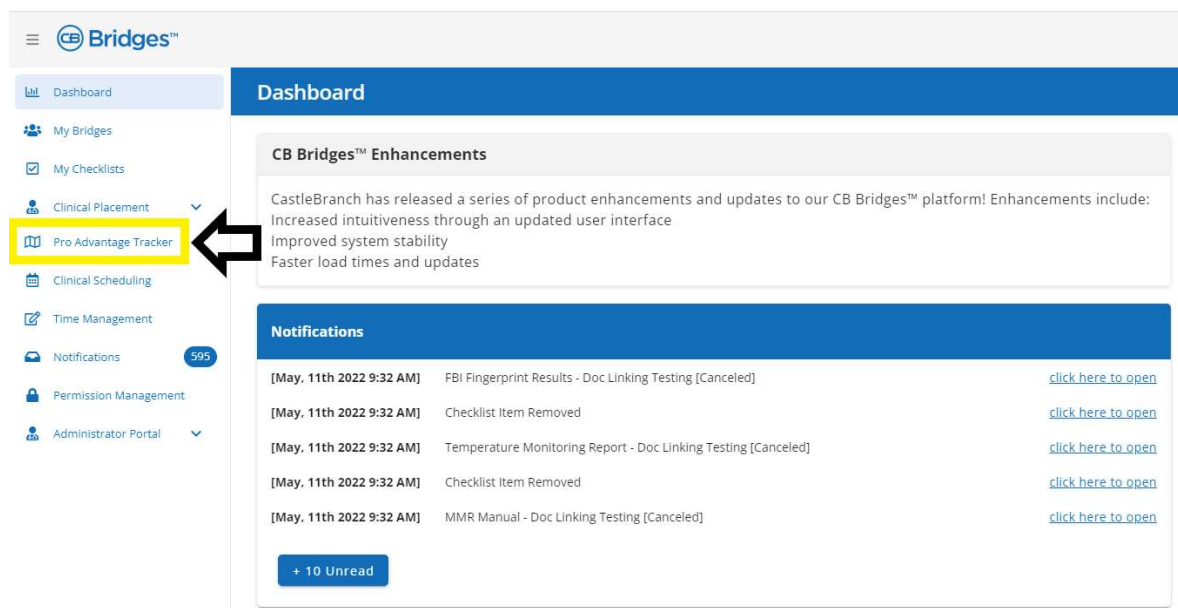 CB Bridges™
Dashboard
My Bridges
My Checklists
Clinical Placement
Pro Advantage Tracker
Clinical Scheduling
Time Management
Notifications 595
Permission Management
Administrator Portal
Dashboard
CB Bridges™ Enhancements
CastleBranch has released a series of product enhancements and updates to our CB Bridges™ platform! Enhancements include:
Increased intuitiveness through an updated user interface
Improved system stability
Faster load times and updates
Notifications
[May, 11th 2022 9:32 AM] FBI Fingerprint Results - Doc Linking Testing [Canceled] click here to open
[May, 11th 2022 9:32 AM] Checklist Item Removed click here to open
[May, 11th 2022 9:32 AM] Temperature Monitoring Report - Doc Linking Testing [Canceled] click here to open
[May, 11th 2022 9:32 AM] Checklist Item Removed click here to open
[May, 11th 2022 9:32 AM] MMR Manual - Doc Linking Testing [Canceled] click here to open
+ 10 Unread